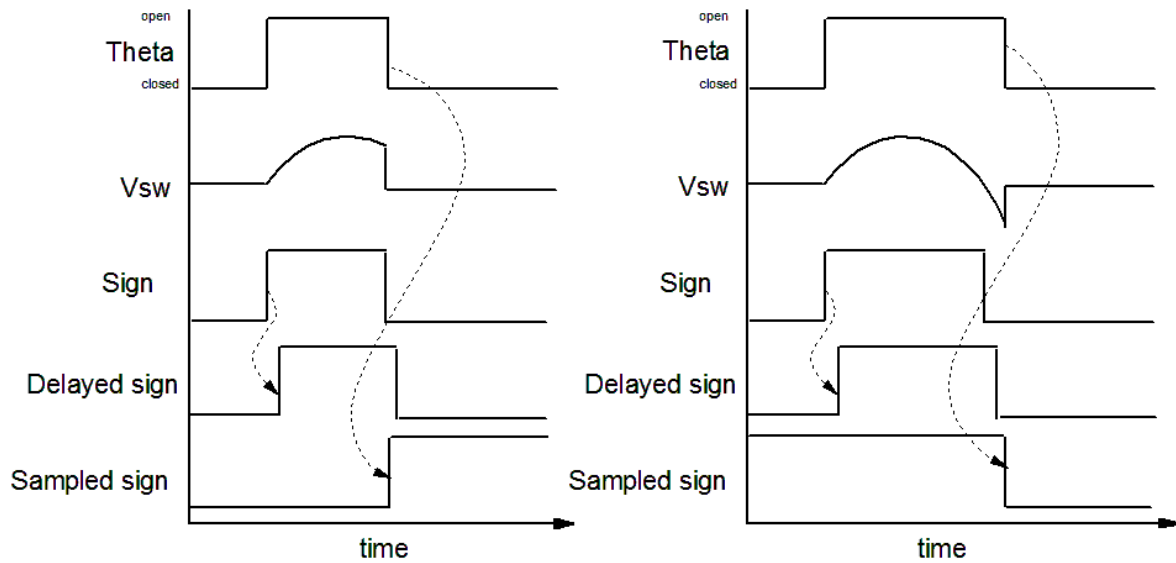 open
Theta
closed
Vsw
Sign
Delayed sign
Sampled sign
time
open
Theta
closed
Vsw
Sign
Delayed sign
Sampled sign
time